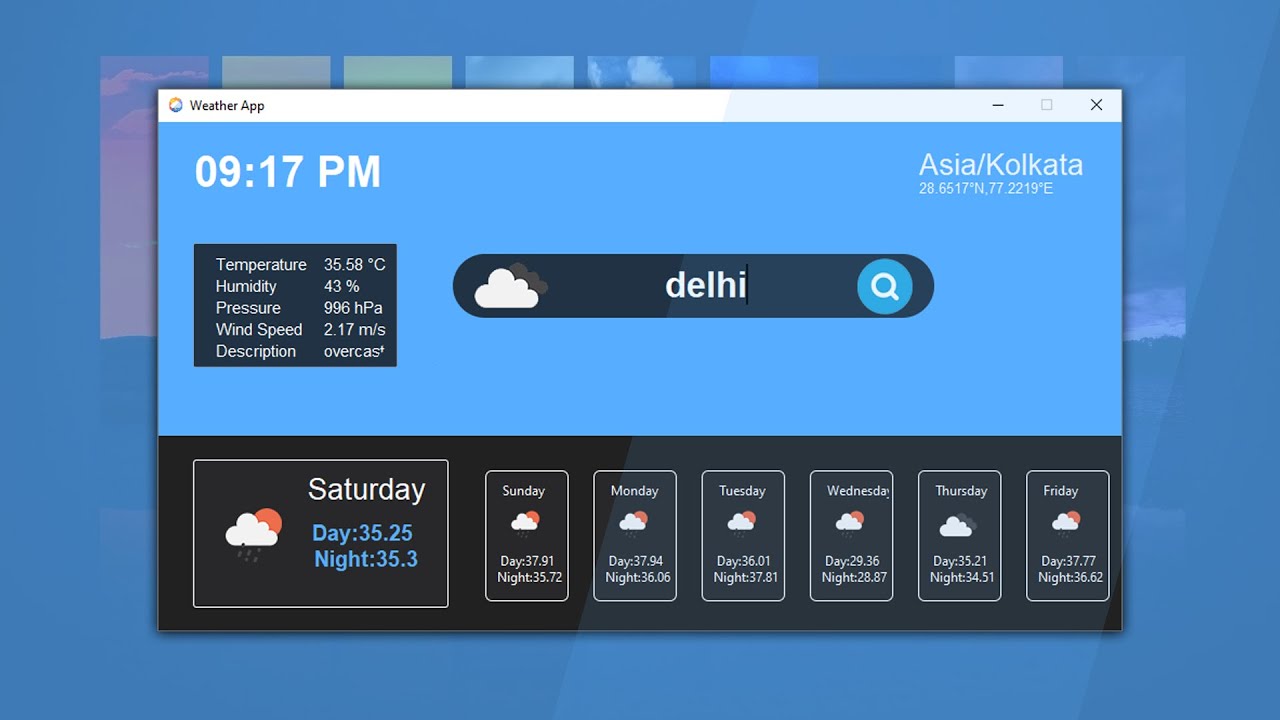 Weather App
09:17 PM
Asia/Kolkata
28.6517°N,77.2219°E
Temperature 35.58 °C
Humidity 43 %
Pressure 996 hPa
Wind Speed 2.17 m/s
Description overcast
delhi
Saturday
Day:35.25
Night:35.3
Sunday
Day:37.91
Night:35.72
Monday
Day:37.94
Night:36.06
Tuesday
Day:36.01
Night:37.81
Wednesday
Day:29.36
Night:28.87
Thursday
Day:35.21
Night:34.51
Friday
Day:37.77
Night:36.62